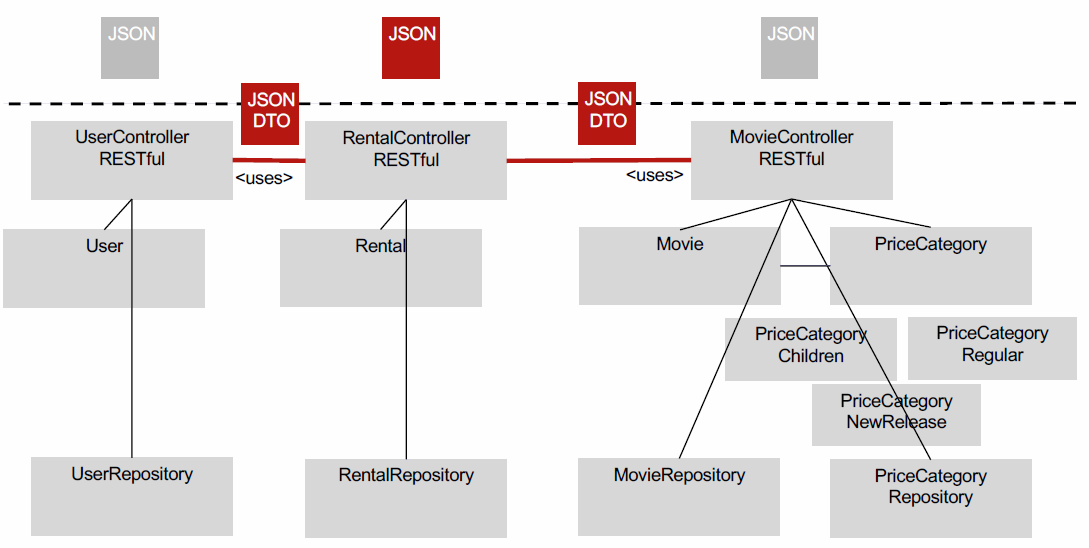 JSON
JSON
JSON
JSON
DTO
JSON
DTO
UserController
RESTful
RentalController
RESTful
MovieController
RESTful
<uses>
<uses>
User
Rental
Movie
PriceCategory
PriceCategory
Children
PriceCategory
Regular
PriceCategory
NewRelease
UserRepository
RentalRepository
MovieRepository
PriceCategory
Repository